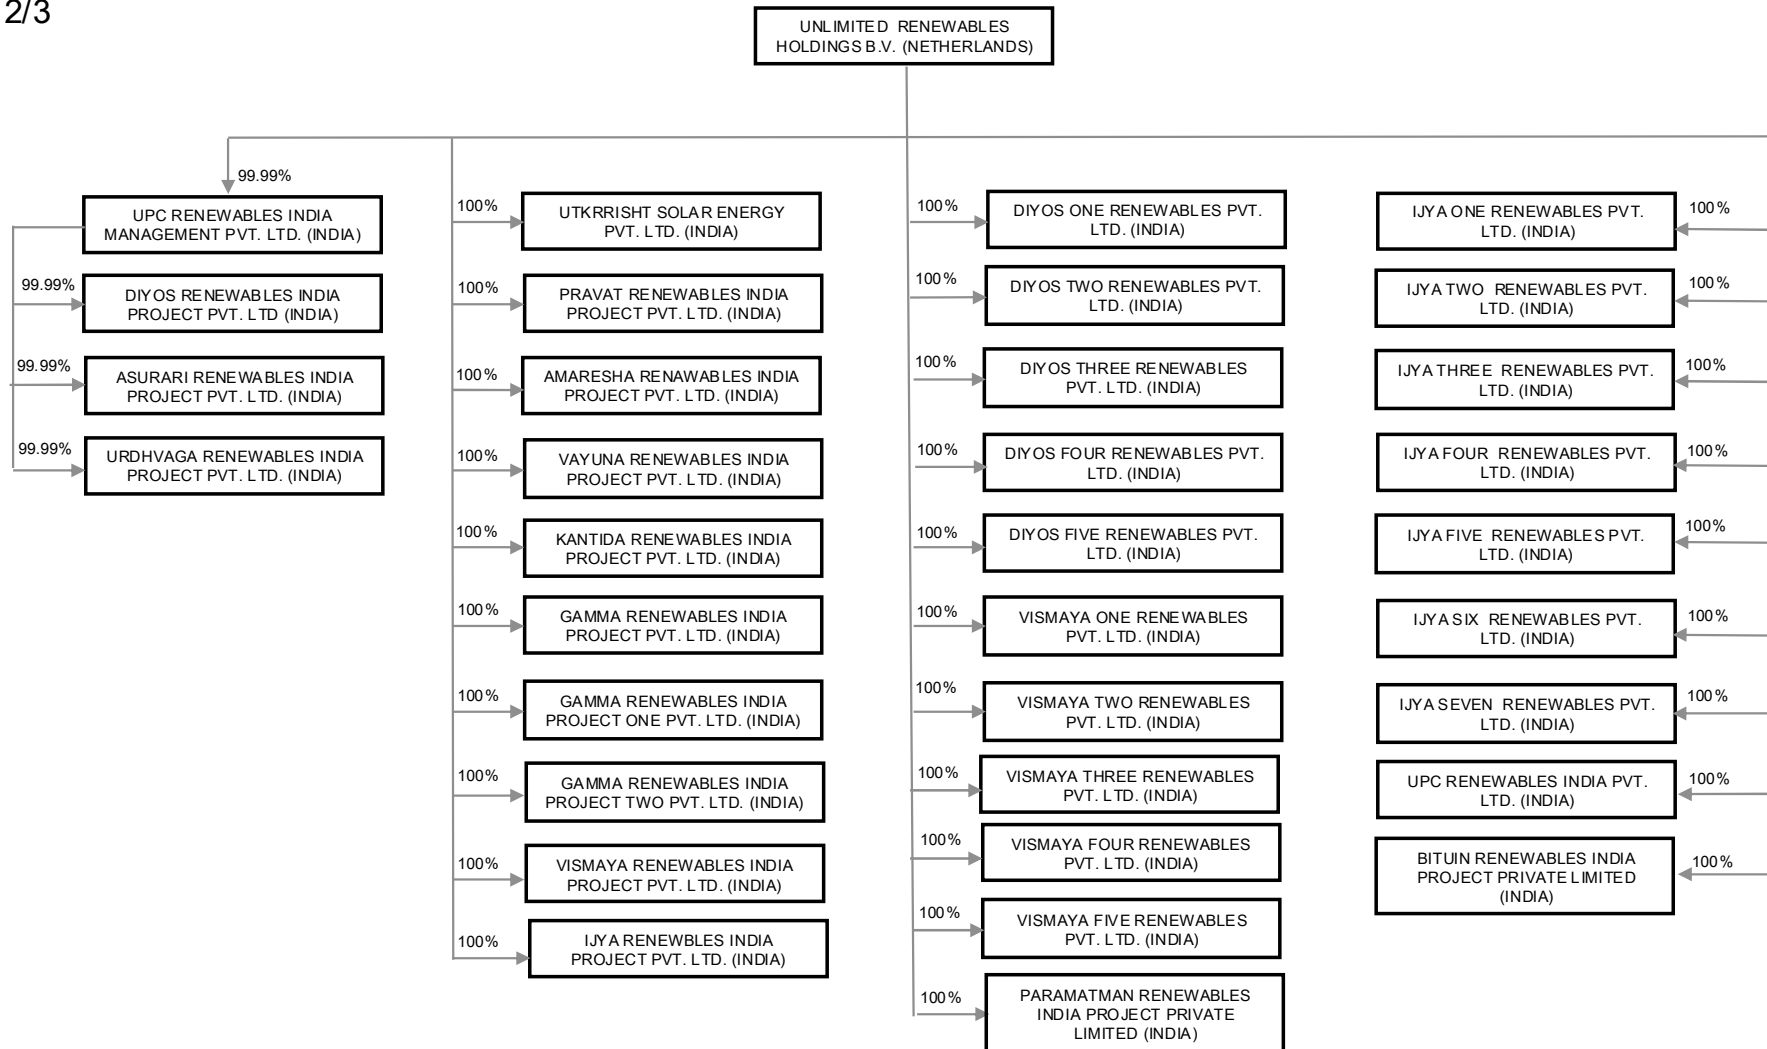 2/3
UNLIMITED RENEWABLES
HOLDINGS B.V. (NETHERLANDS)
99.99%
UPC RENEWABLES INDIA
MANAGEMENT PVT. LTD. (INDIA)
99.99%
DIYOS RENEWABLES INDIA
PROJECT PVT. LTD (INDIA)
99.99%
ASURARI RENEWABLES INDIA
PROJECT PVT. LTD. (INDIA)
99.99%
URDHVAGA RENEWABLES INDIA
PROJECT PVT. LTD. (INDIA)
100%
UTKRRISHT SOLAR ENERGY
PVT. LTD. (INDIA)
100%
PRAVAT RENEWABLES INDIA
PROJECT PVT. LTD. (INDIA)
100%
AMARESHA RENAWABLES INDIA
PROJECT PVT. LTD. (INDIA)
100%
VAYUNA RENEWABLES INDIA
PROJECT PVT. LTD. (INDIA)
100%
KANTIDA RENEWABLES INDIA
PROJECT PVT. LTD. (INDIA)
100%
GAMMA RENEWABLES INDIA
PROJECT PVT. LTD. (INDIA)
100%
GAMMA RENEWABLES INDIA
PROJECT ONE PVT. LTD. (INDIA)
100%
GAMMA RENEWABLES INDIA
PROJECT TWO PVT. LTD. (INDIA)
100%
VISMAYA RENEWABLES INDIA
PROJECT PVT. LTD. (INDIA)
100%
IJYA RENEWBLES INDIA
PROJECT PVT. LTD. (INDIA)
100%
DIYOS ONE RENEWABLES PVT.
LTD. (INDIA)
100%
DIYOS TWO RENEWABLES PVT.
LTD. (INDIA)
100%
DIYOS THREE RENEWABLES
PVT. LTD. (INDIA)
100%
DIYOS FOUR RENEWABLES PVT.
LTD. (INDIA)
100%
DIYOS FIVE RENEWABLES PVT.
LTD. (INDIA)
100%
VISMAYA ONE RENEWABLES
PVT. LTD. (INDIA)
100%
VISMAYA TWO RENEWABLES
PVT. LTD. (INDIA)
100%
VISMAYA THREE RENEWABLES
PVT. LTD. (INDIA)
100%
VISMAYA FOUR RENEWABLES
PVT. LTD. (INDIA)
100%
VISMAYA FIVE RENEWABLES
PVT. LTD. (INDIA)
100%
PARAMATMAN RENEWABLES
INDIA PROJECT PRIVATE
LIMITED (INDIA)
IJYA ONE RENEWABLES PVT.
LTD. (INDIA)
100%
IJYA TWO RENEWABLES PVT.
LTD. (INDIA)
100%
IJYA THREE RENEWABLES PVT.
LTD. (INDIA)
100%
IJYA FOUR RENEWABLES PVT.
LTD. (INDIA)
100%
IJYA FIVE RENEWABLES PVT.
LTD. (INDIA)
100%
IJYA SIX RENEWABLES PVT.
LTD. (INDIA)
100%
IJYA SEVEN RENEWABLES PVT.
LTD. (INDIA)
100%
UPC RENEWABLES INDIA PVT.
LTD. (INDIA)
100%
BITUIN RENEWABLES INDIA
PROJECT PRIVATE LIMITED
(INDIA)
100%